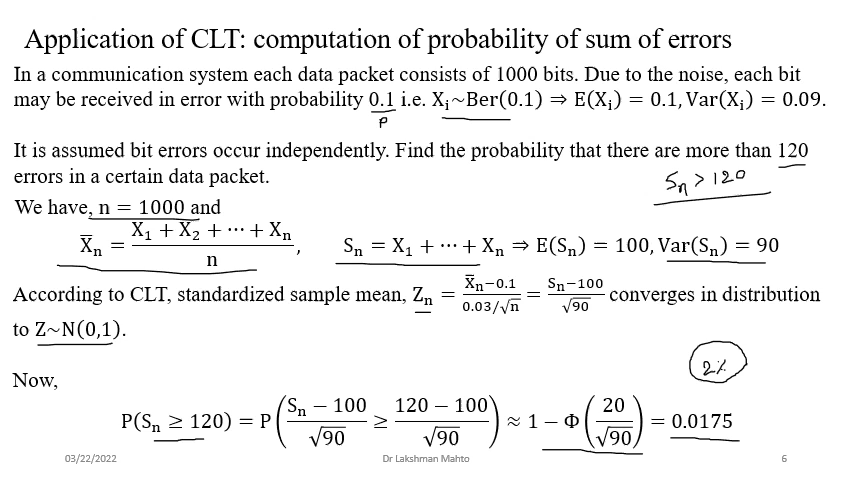 Application of CLT: computation of probability of sum of errors
In a communication system each data packet consists of 1000 bits. Due to the noise, each bit
may be received in error with probability 0.1 i.e. Xᵢ~Ber(0.1) ⇒ E(Xᵢ) = 0.1, Var(Xᵢ) = 0.09.
p
It is assumed bit errors occur independently. Find the probability that there are more than 120
errors in a certain data packet.
Sn > 120
We have, n = 1000 and
X̄n = (X₁ + X₂ + ⋯ + Xn)/n, Sn = X₁ + ⋯ + Xn ⇒ E(Sn) = 100, Var(Sn) = 90
According to CLT, standardized sample mean, Zn = (X̄n−0.1)/(0.03/√n) = (Sn−100)/√90 converges in distribution
to Z~N(0,1).
2%
Now,
P(Sn ≥ 120) = P((Sn − 100)/√90 ≥ (120 − 100)/√90) ≈ 1 − Φ(20/√90) = 0.0175
03/22/2022 Dr Lakshman Mahto 6